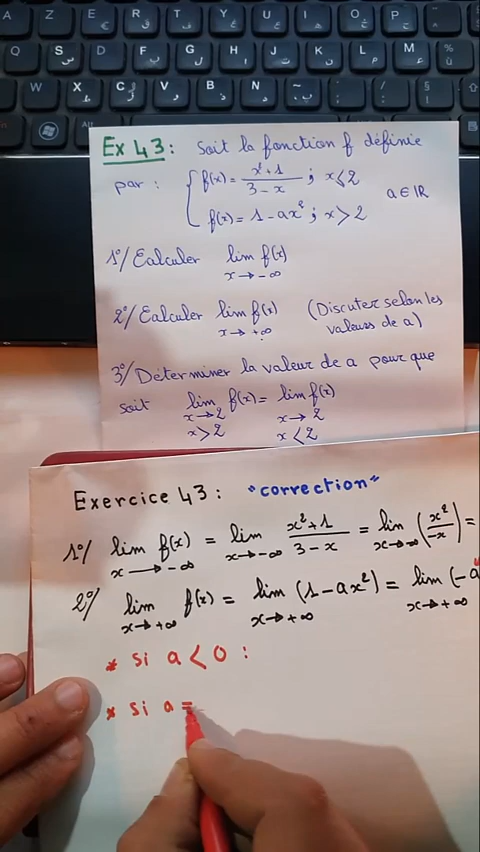 Ex 43 : Soit la fonction f définie
par : { f(x) = x²+1 / 3 - x ; x < 2
f(x) = 1 - ax² ; x > 2 a ∈ IR
1°/ Calculer lim f(x) x → -∞
2°/ Calculer lim f(x) x → +∞ (Discuter selon les
valeurs de a)
3°/ Déterminer la valeur de a pour que
soit lim f(x) = lim f(x)
x → 2 x → 2
x > 2 x < 2
Exercice 43 : "correction"
1°/ lim f(x) = lim x²+1 / 3 - x = lim (x² / -x) =
x → -∞ x → -∞ x → -∞
2°/ lim f(x) = lim (1 - ax²) = lim (-a
x → +∞ x → +∞ x → +∞
* Si a < 0 :
* Si a =